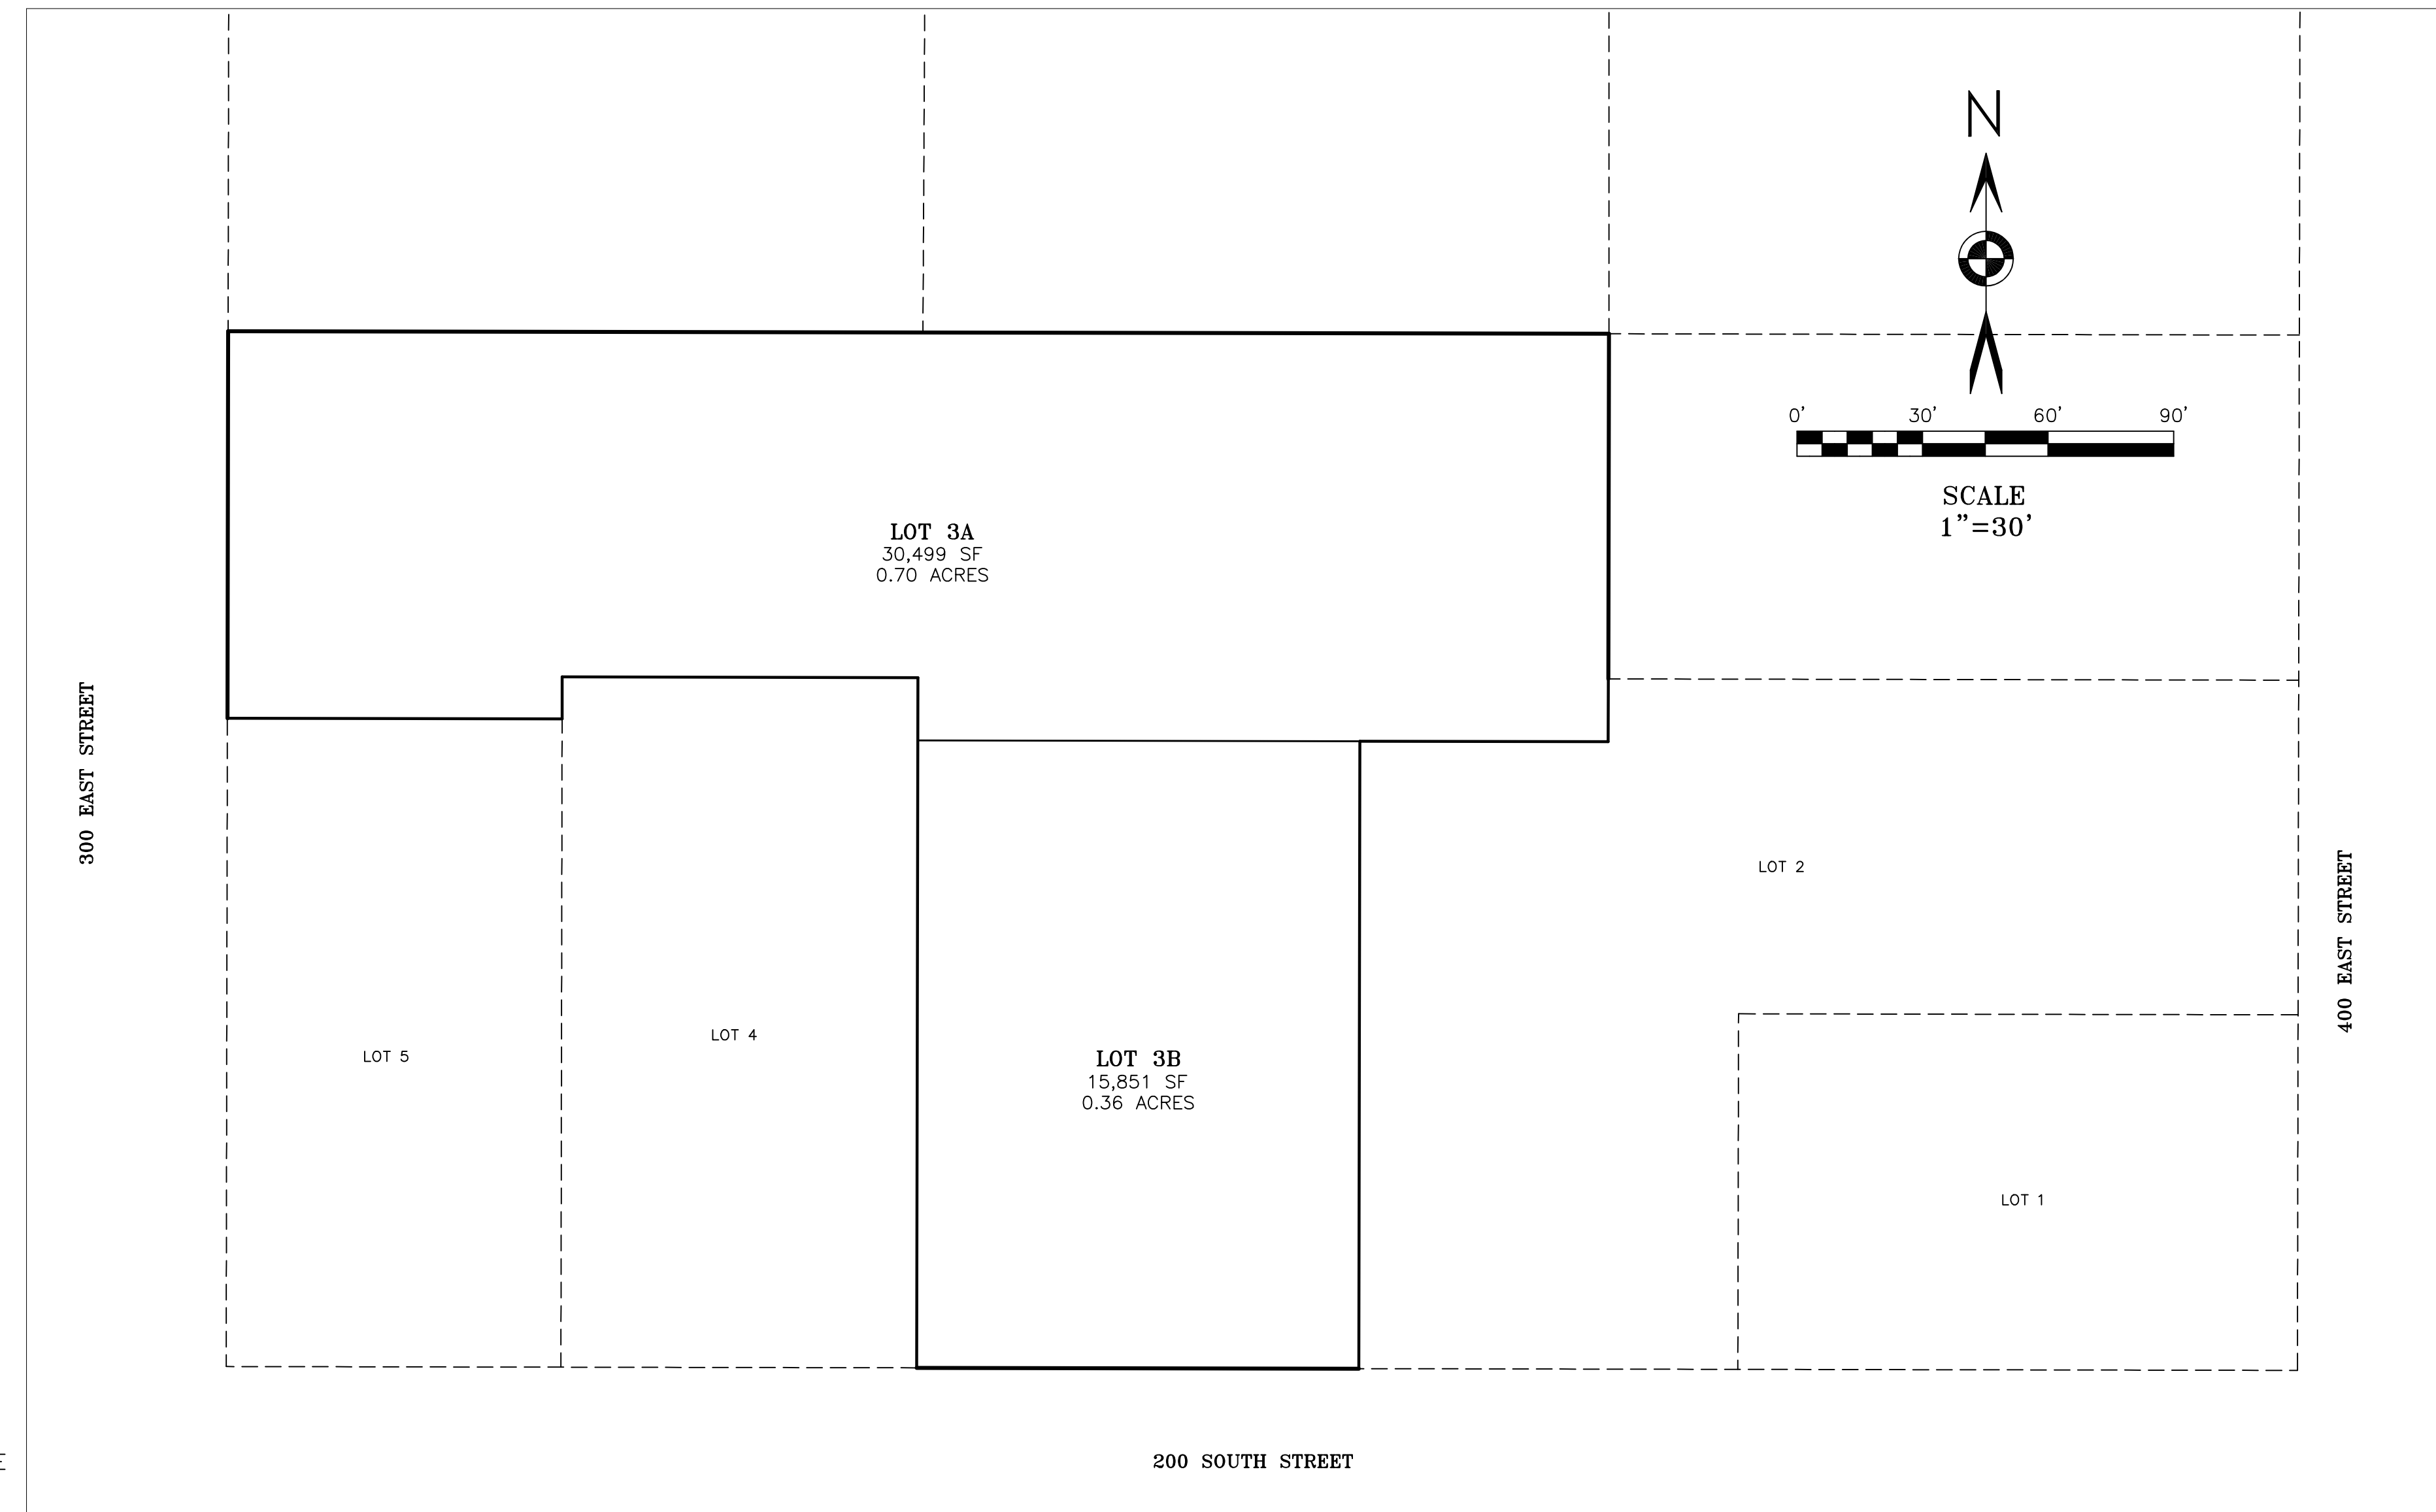 N
0' 30' 60' 90'
SCALE
1"=30'
LOT 3A
30,499 SF
0.70 ACRES
300 EAST STREET
LOT 2
400 EAST STREET
LOT 5
LOT 4
LOT 3B
15,851 SF
0.36 ACRES
LOT 1
200 SOUTH STREET